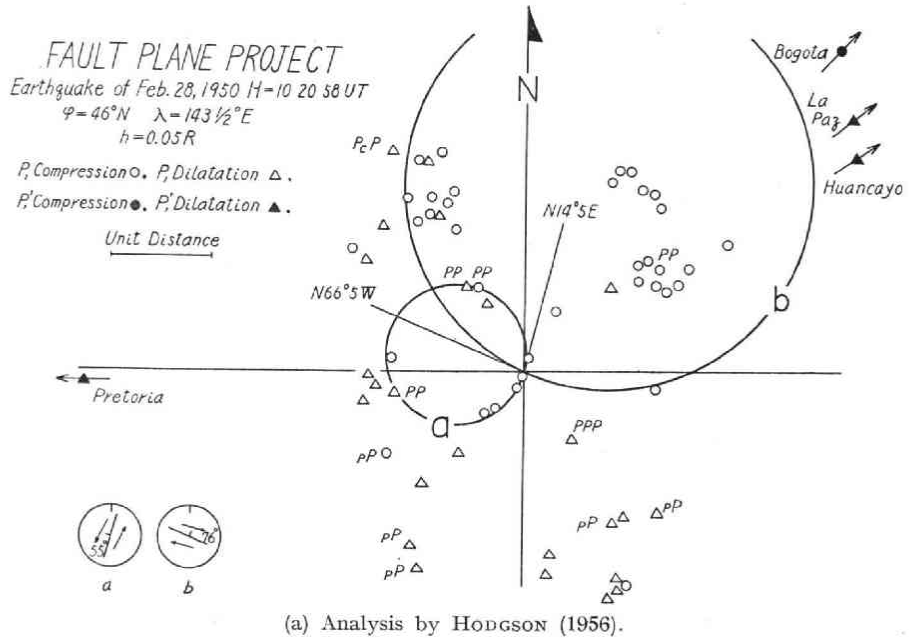 FAULT PLANE PROJECT
Earthquake of Feb. 28, 1950 H=10 20 58 UT
φ=46°N λ=143½°E
h=0.05R
P, Compression ○. P, Dilatation △.
P', Compression ●. P', Dilatation ▲.
Unit Distance
N
Bogota
La
Paz
Huancayo
PcP
N14°5E
PP PP
PP
N66°5W
b
Pretoria
PP
a
PPP
pP
pP
pP
pP
pP
55°
76°
a b
(a) Analysis by HODGSON (1956).